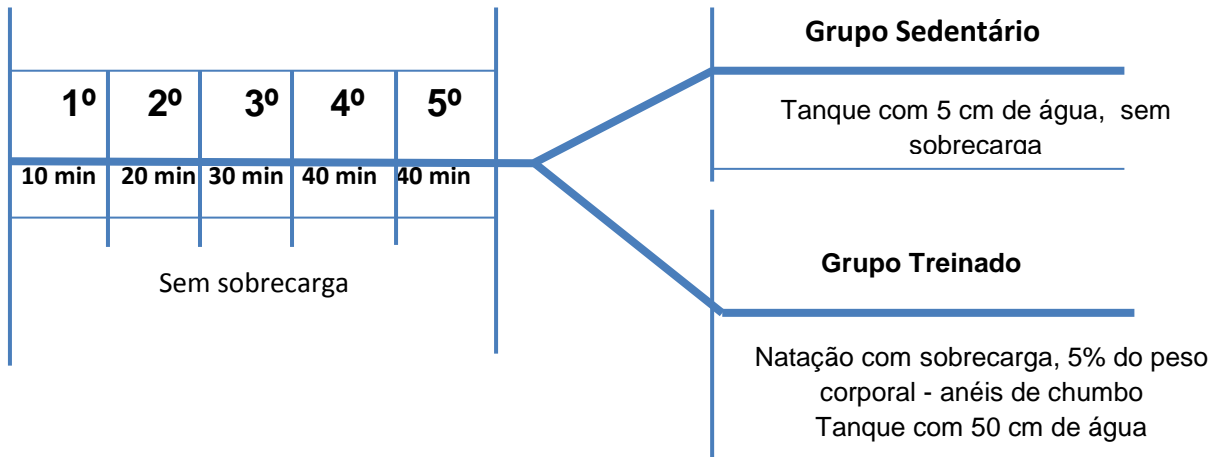 1º 2º 3º 4º 5º
10 min 20 min 30 min 40 min 40 min
Sem sobrecarga
Grupo Sedentário
Tanque com 5 cm de água, sem
sobrecarga
Grupo Treinado
Natação com sobrecarga, 5% do peso
corporal - anéis de chumbo
Tanque com 50 cm de água